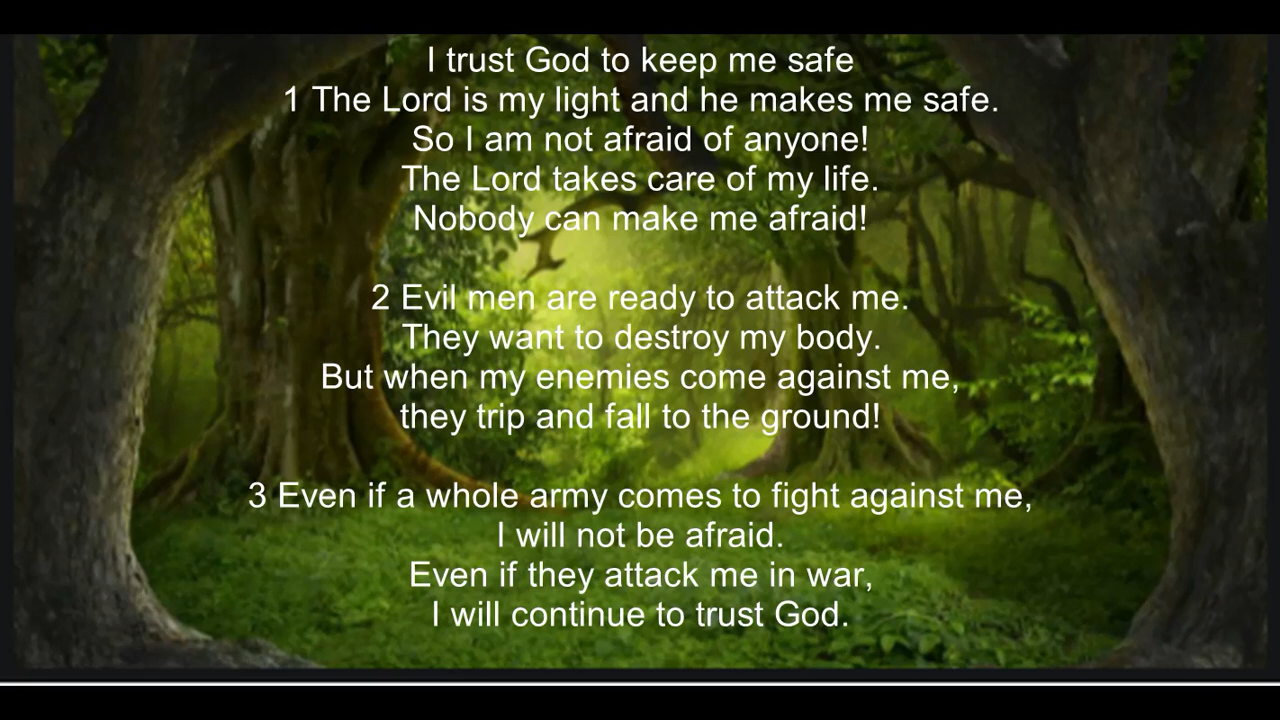 I trust God to keep me safe
1 The Lord is my light and he makes me safe.
So I am not afraid of anyone!
The Lord takes care of my life.
Nobody can make me afraid!
2 Evil men are ready to attack me.
They want to destroy my body.
But when my enemies come against me,
they trip and fall to the ground!
3 Even if a whole army comes to fight against me,
I will not be afraid.
Even if they attack me in war,
I will continue to trust God.